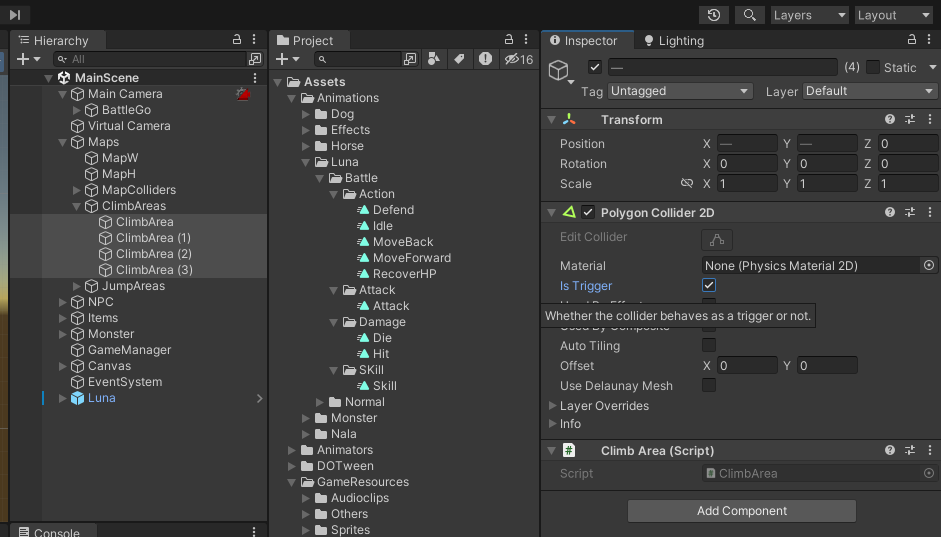 Layers
Layout
Hierarchy
All
MainScene
Main Camera
BattleGo
Virtual Camera
Maps
MapW
MapH
MapColliders
ClimbAreas
ClimbArea
ClimbArea (1)
ClimbArea (2)
ClimbArea (3)
JumpAreas
NPC
Items
Monster
GameManager
Canvas
EventSystem
Luna
Console
Project
16
Assets
Animations
Dog
Effects
Horse
Luna
Battle
Action
Defend
Idle
MoveBack
MoveForward
RecoverHP
Attack
Attack
Damage
Die
Hit
SKill
Skill
Normal
Monster
Nala
Animators
DOTween
GameResources
Audioclips
Others
Sprites
Inspector
Lighting
— (4) Static
Tag Untagged Layer Default
Transform
Position X — Y — Z 0
Rotation X 0 Y 0 Z 0
Scale X 1 Y 1 Z 1
Polygon Collider 2D
Edit Collider
Material None (Physics Material 2D)
Is Trigger
Whether the collider behaves as a trigger or not.
Used By Composite
Auto Tiling
Offset X 0 Y 0
Use Delaunay Mesh
Layer Overrides
Info
# Climb Area (Script)
Script # ClimbArea
Add Component